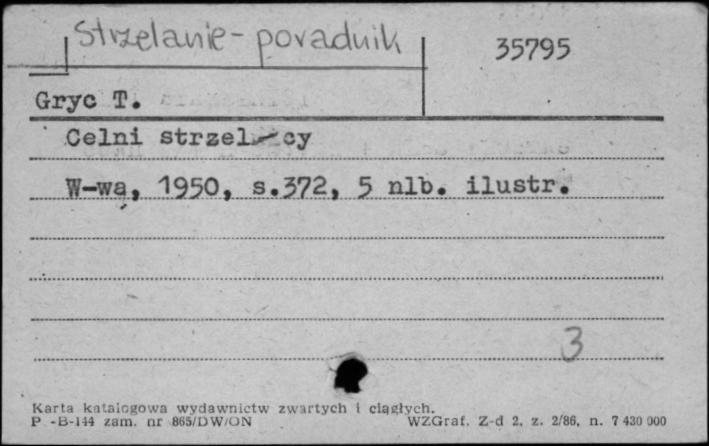 Strzelanie - poradnik
35795
Gryc T.
Celni strzelcy
W-wa, 1950, s.372, 5 nlb. ilustr.
3
Karta katalogowa wydawnictw zwartych i ciągłych.
P -B-144 zam. nr 865/DW/ON WZGraf. Z-d 2, z. 2/86, n. 7 430 000